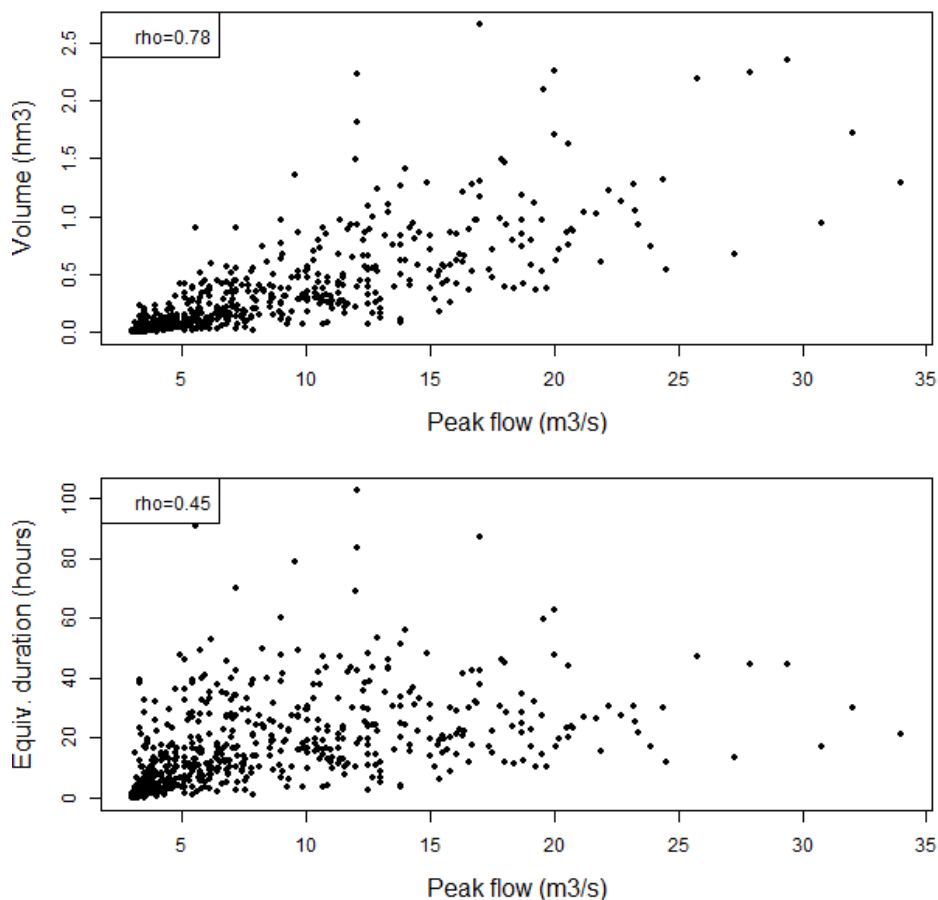 rho=0.78
Volume (hm3)
0.0 0.5 1.0 1.5 2.0 2.5
5 10 15 20 25 30 35
Peak flow (m3/s)
rho=0.45
Equiv. duration (hours)
0 20 40 60 80 100
5 10 15 20 25 30 35
Peak flow (m3/s)